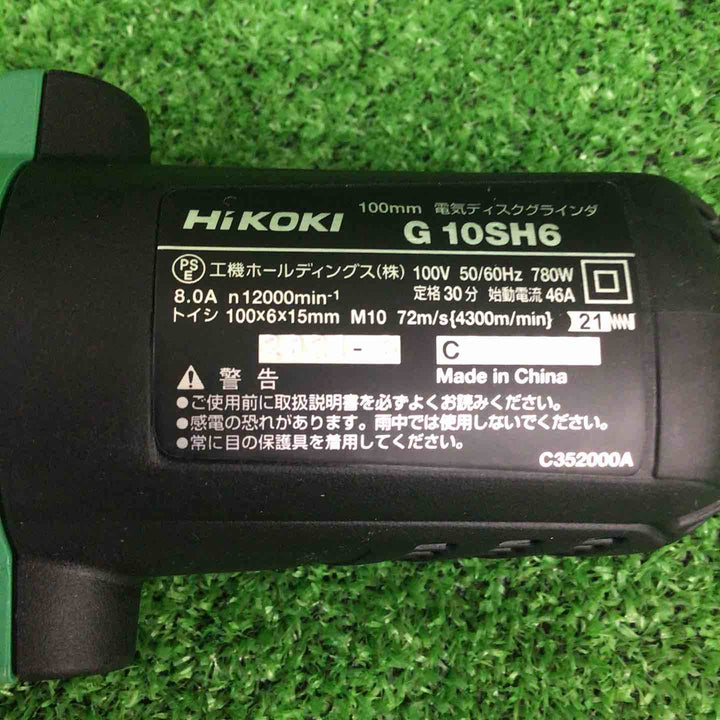 HiKOKI
100mm 電気ディスクグラインダ
G 10SH6
PSE 工機ホールディングス(株) 100V 50/60Hz 780W
8.0A n12000min-1 定格30分 始動電流 46A
トイシ 100×6×15mm M10 72m/s{4300m/min} 21
C
警告
Made in China
●ご使用前に取扱説明書を必ずよくお読みください。
●感電の恐れがあります。雨中では使用しないでください。
●常に目の保護具を着用してください。
C352000A